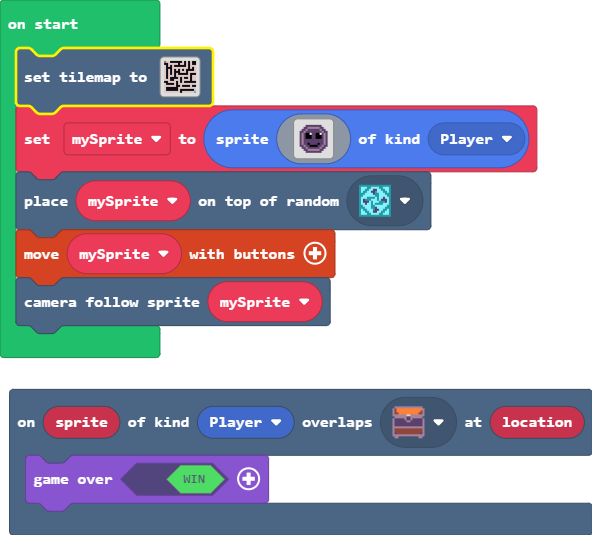 on start
set tilemap to
set mySprite to sprite of kind Player
place mySprite on top of random
move mySprite with buttons
camera follow sprite mySprite
on sprite of kind Player overlaps at location
game over WIN